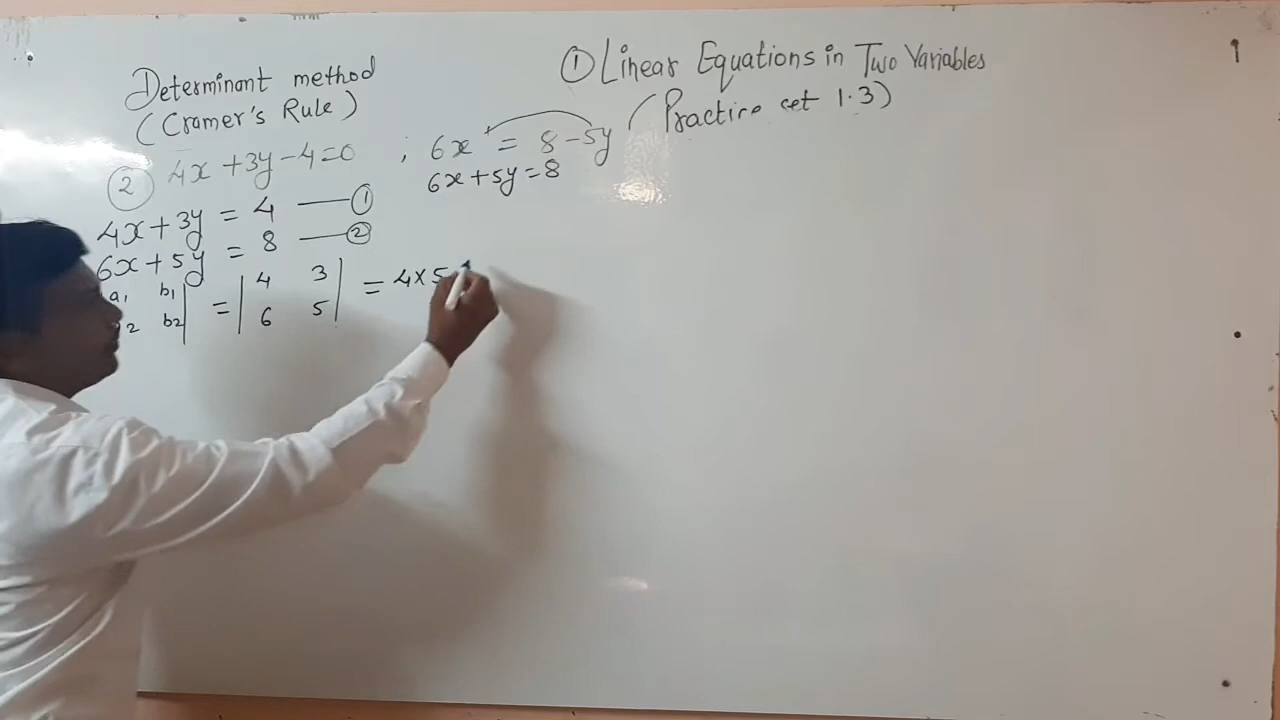 Determinant method
(Cramer's Rule)
① Linear Equations in Two Variables
(Practice set 1.3)
1
② 4x + 3y - 4 = 0 ; 6x = 8 - 5y
6x + 5y = 8
4x + 3y = 4 —— ①
6x + 5y = 8 —— ②
a₁ b₁ | = | 4 3 | = 4 × 5
2 b₂ | | 6 5 |